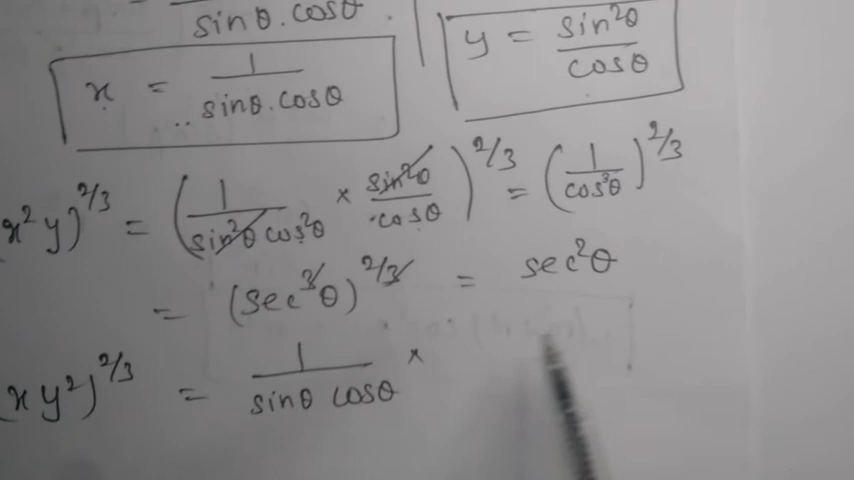 sinθ.cosθ
x = 1/sinθ.cosθ
y = sin²θ/cosθ
x²y)^2/3 = (1/sin²θ cos²θ × sin²θ/cosθ)^2/3 = (1/cos³θ)^2/3
= (sec³θ)^2/3 = sec²θ
(xy²)^2/3 = 1/sinθ cosθ ×